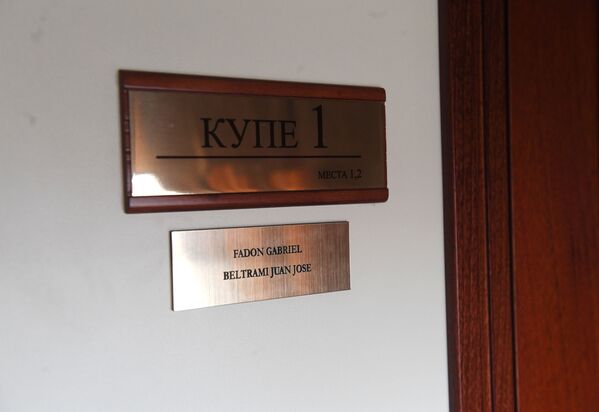 КУПЕ 1
МЕСТА 1,2
FADON GABRIEL
BELTRAMI JUAN JOSE